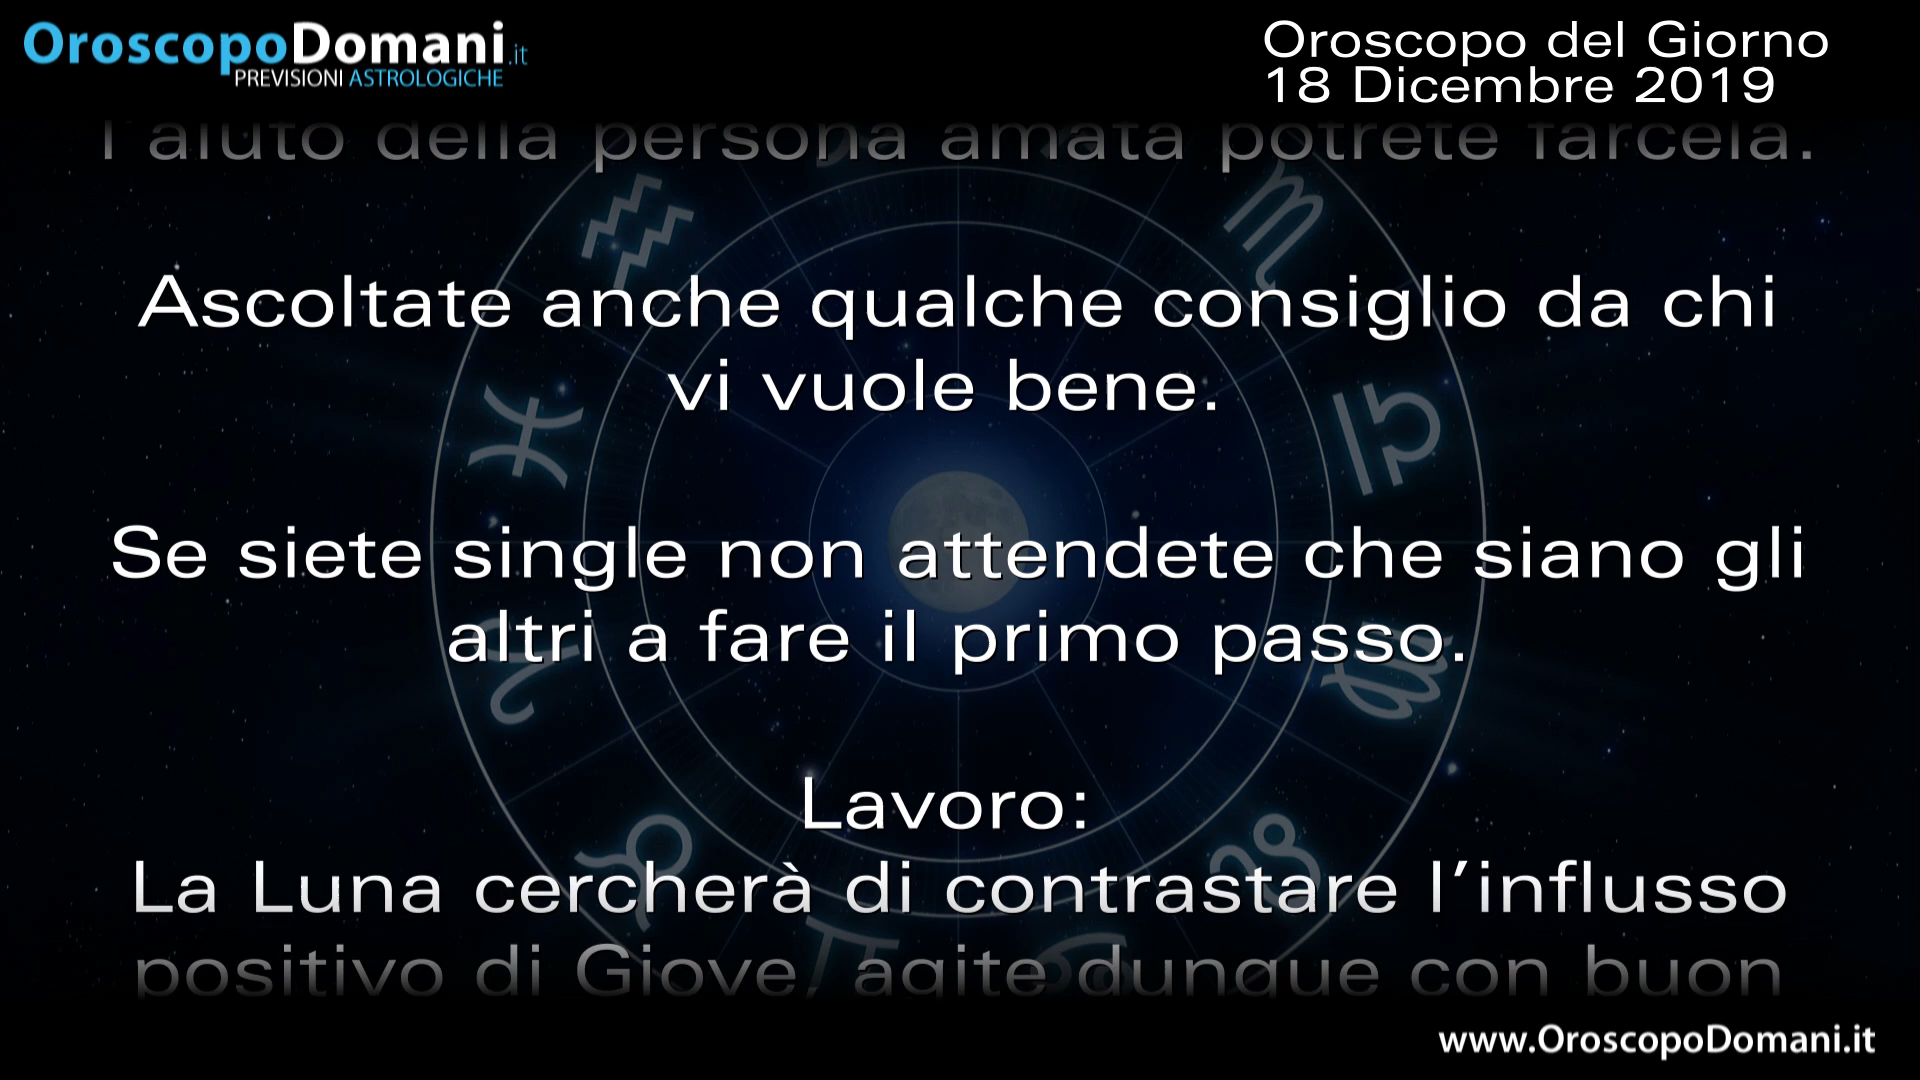 OroscopoDomani.it
PREVISIONI ASTROLOGICHE
Oroscopo del Giorno
18 Dicembre 2019
l'aiuto della persona amata potrete farcela.
Ascoltate anche qualche consiglio da chi
vi vuole bene.
Se siete single non attendete che siano gli
altri a fare il primo passo.
Lavoro:
La Luna cercherà di contrastare l'influsso
positivo di Giove, agite dunque con buon
www.OroscopoDomani.it